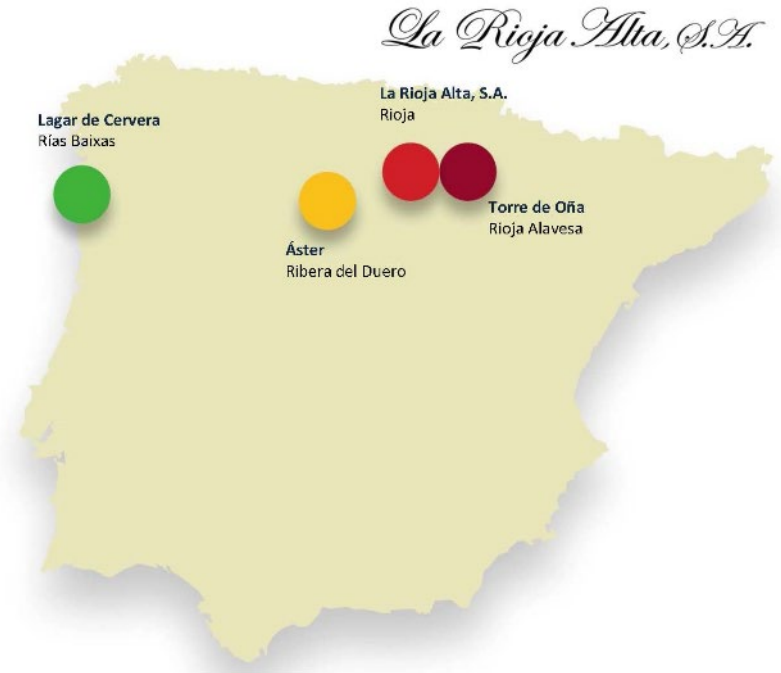 La Rioja Alta, S.A.
La Rioja Alta, S.A.
Rioja
Lagar de Cervera
Rías Baixas
Torre de Oña
Rioja Alavesa
Áster
Ribera del Duero